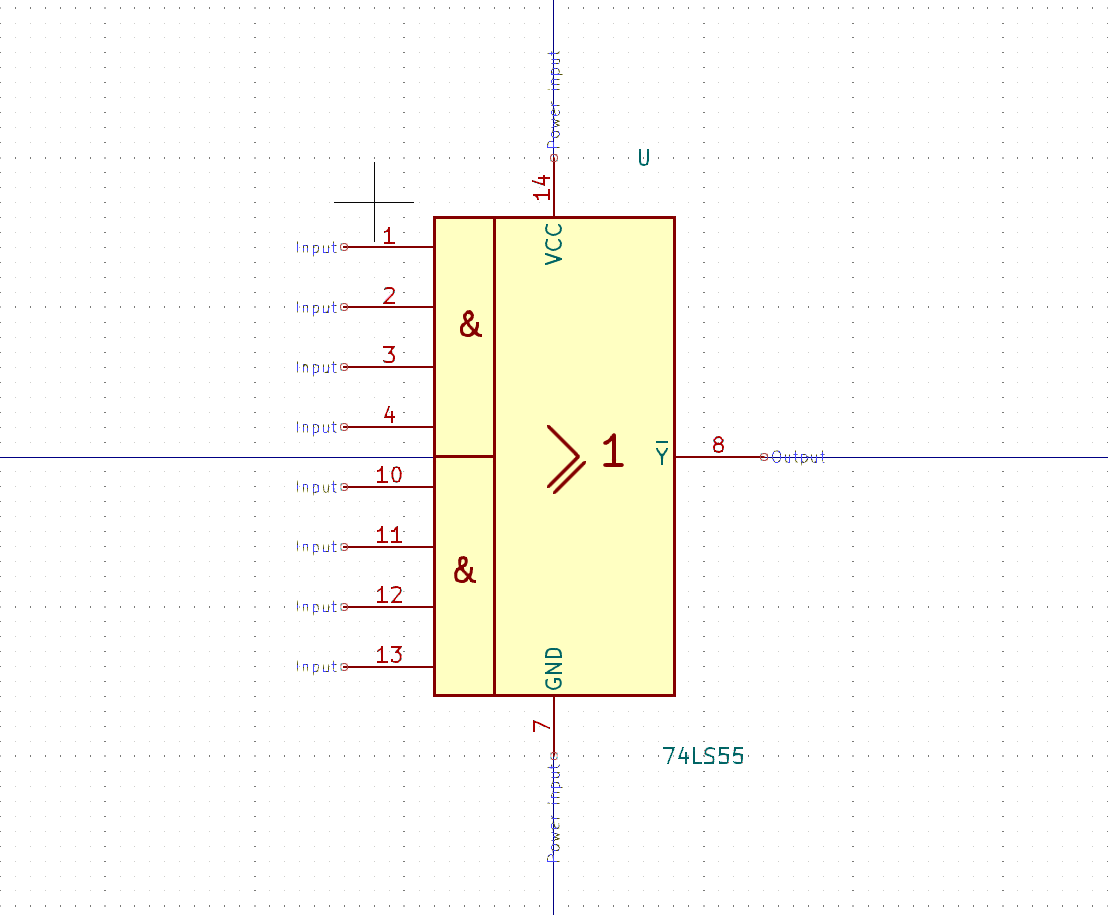 Power input
U
14
VCC
Input 1
Input 2
&
Input 3
Input 4
≥ 1
Y̅ 8 Output
Input 10
Input 11
&
Input 12
Input 13
GND
7
74LS55
Power input